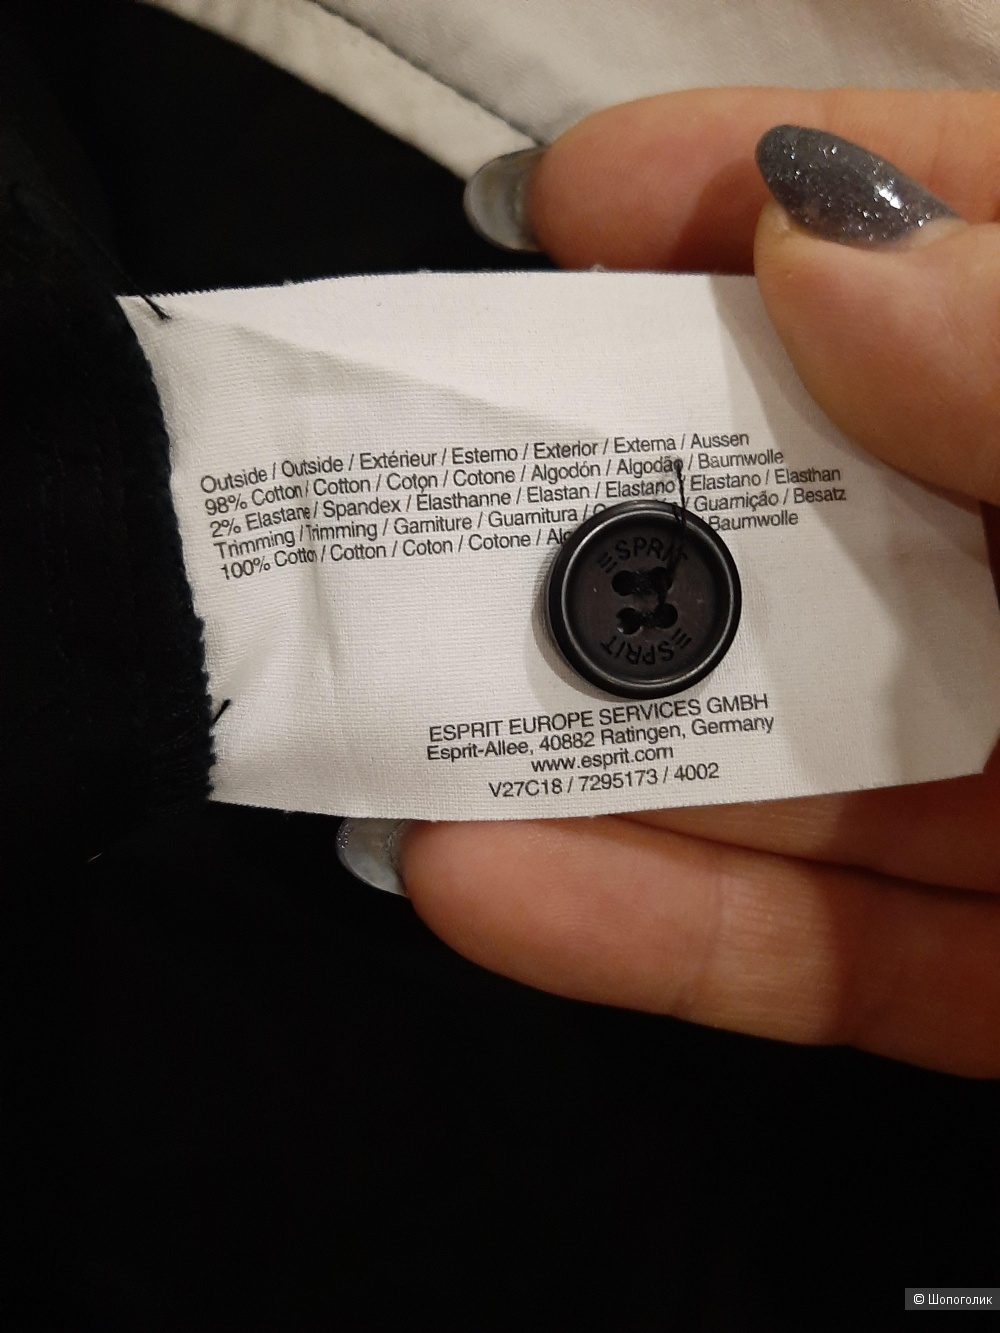 Outside / Outside / Extérieur / Esterno / Exterior / Externa / Aussen
98% Cotton / Cotton / Coton / Cotone / Algodón / Algodão / Baumwolle
2% Elastane / Spandex / Élasthanne / Elastan / Elastano / Elastano / Elasthan
Trimming / Trimming / Garniture / Guarnitura / / Guarnição / Besatz
100% Cotton / Cotton / Coton / Cotone / Baumwolle
ESPRIT
ESPRIT
ESPRIT EUROPE SERVICES GMBH
Esprit-Allee, 40882 Ratingen, Germany
www.esprit.com
V27C18 / 7295173 / 4002
© Шопоголик